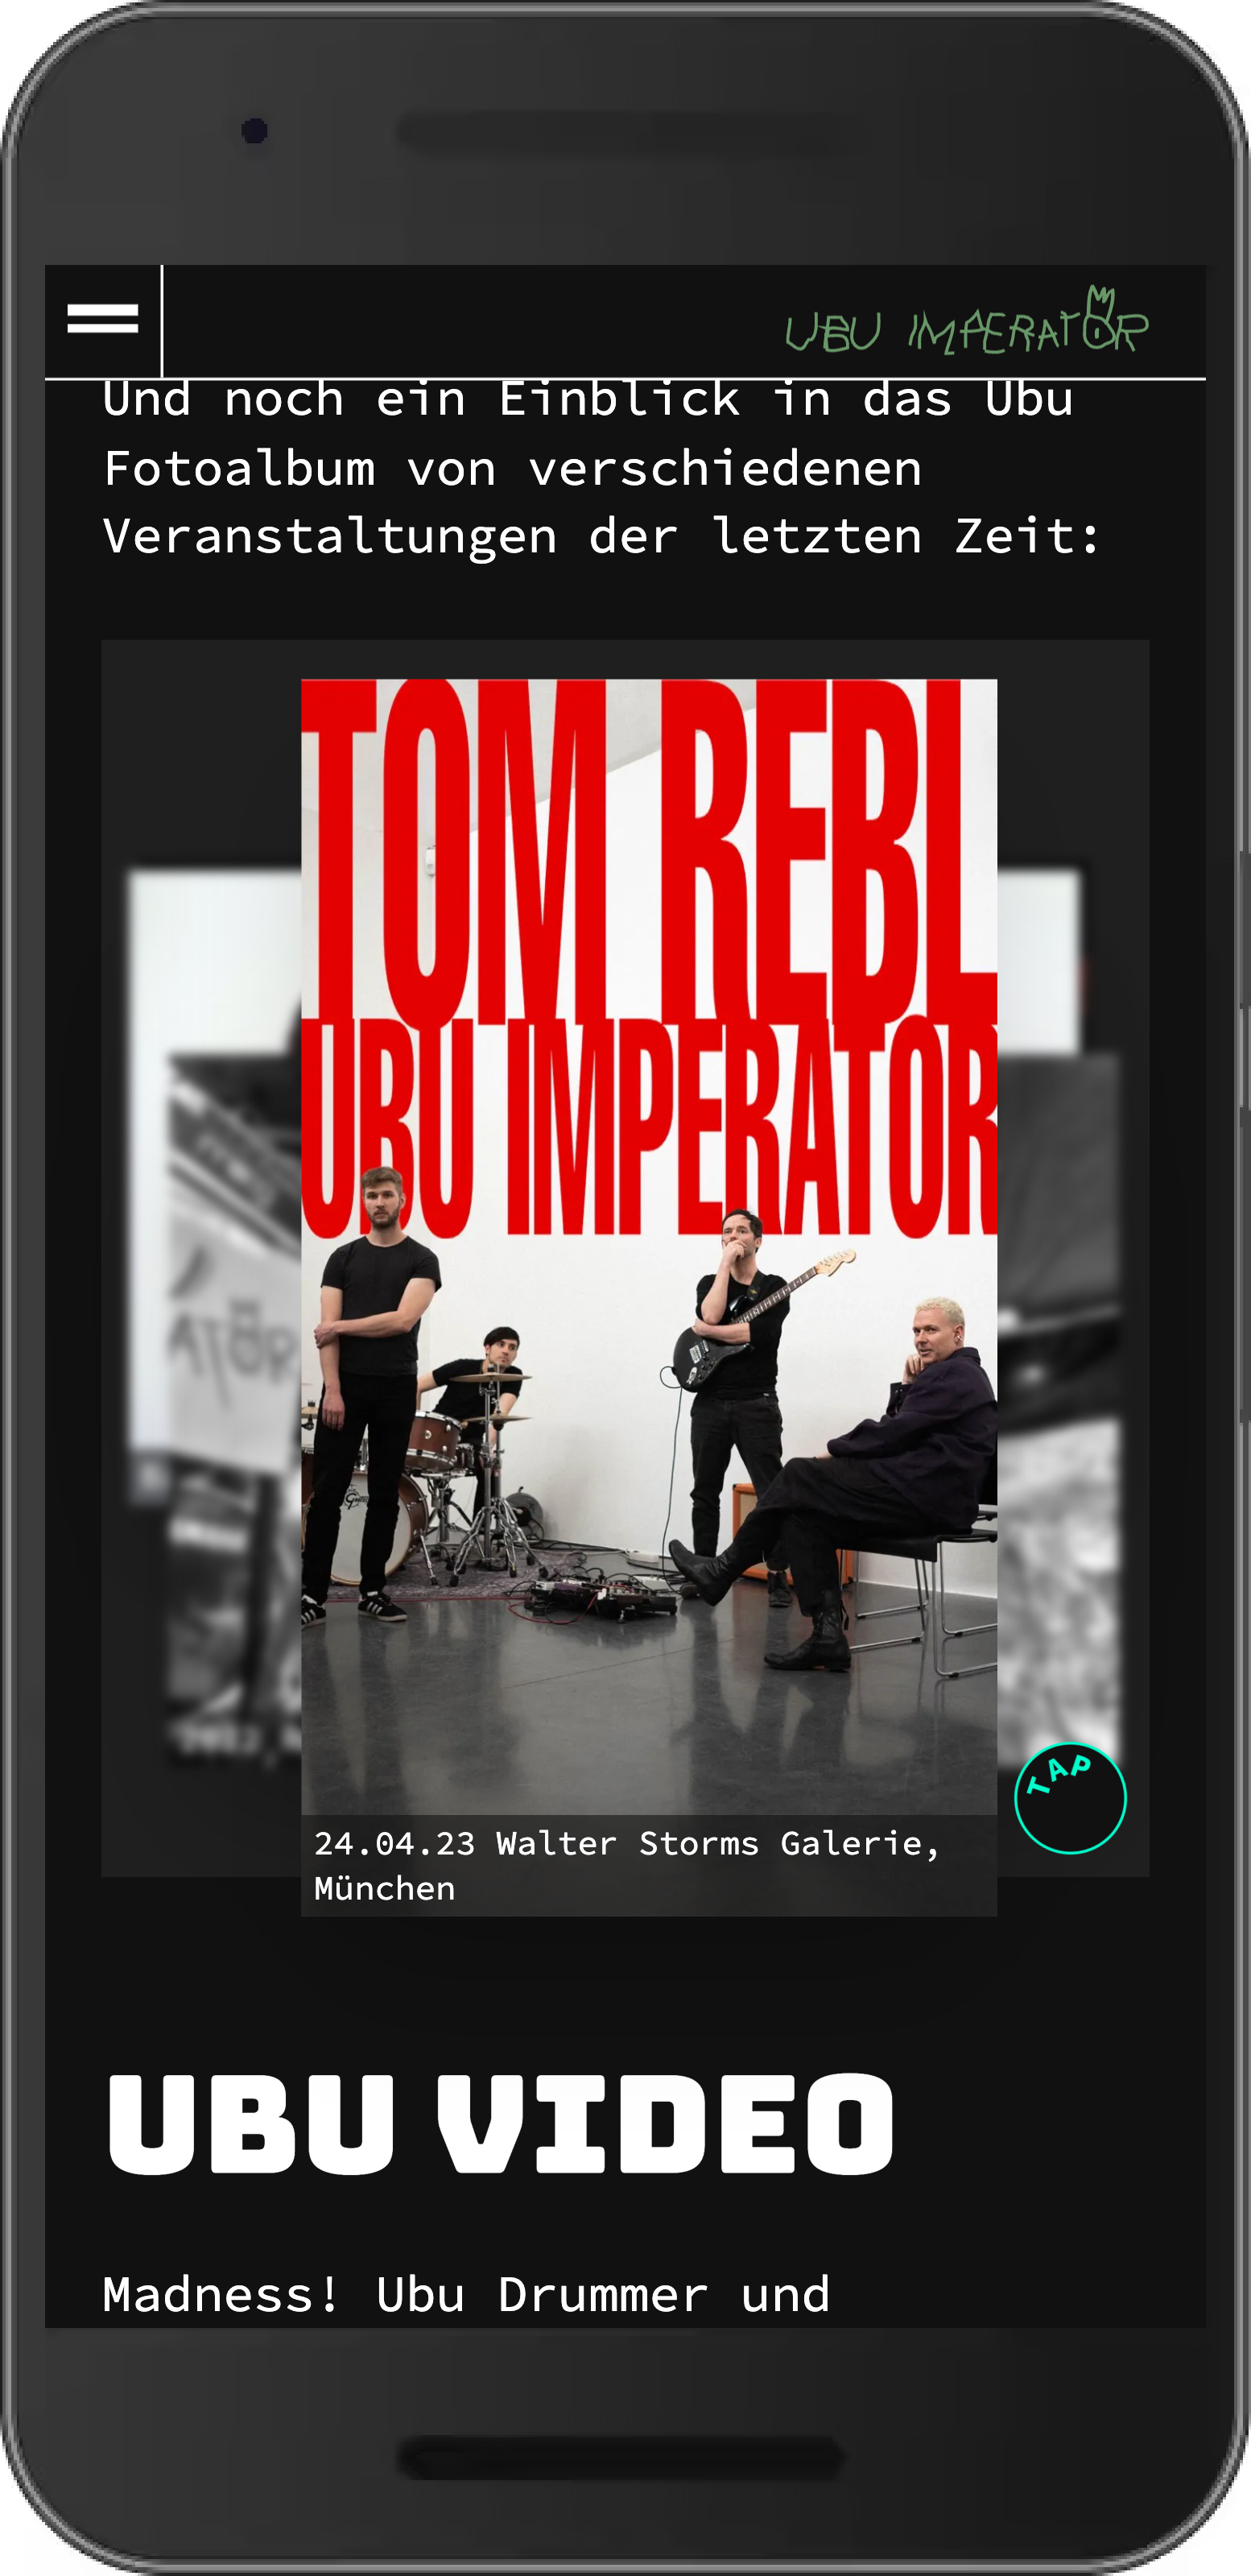 UBU IMPERATOR
Und noch ein Einblick in das Ubu
Fotoalbum von verschiedenen
Veranstaltungen der letzten Zeit:
TOM REBL
UBU IMPERATOR
ATOR
TAP
24.04.23 Walter Storms Galerie,
München
UBU VIDEO
Madness! Ubu Drummer und